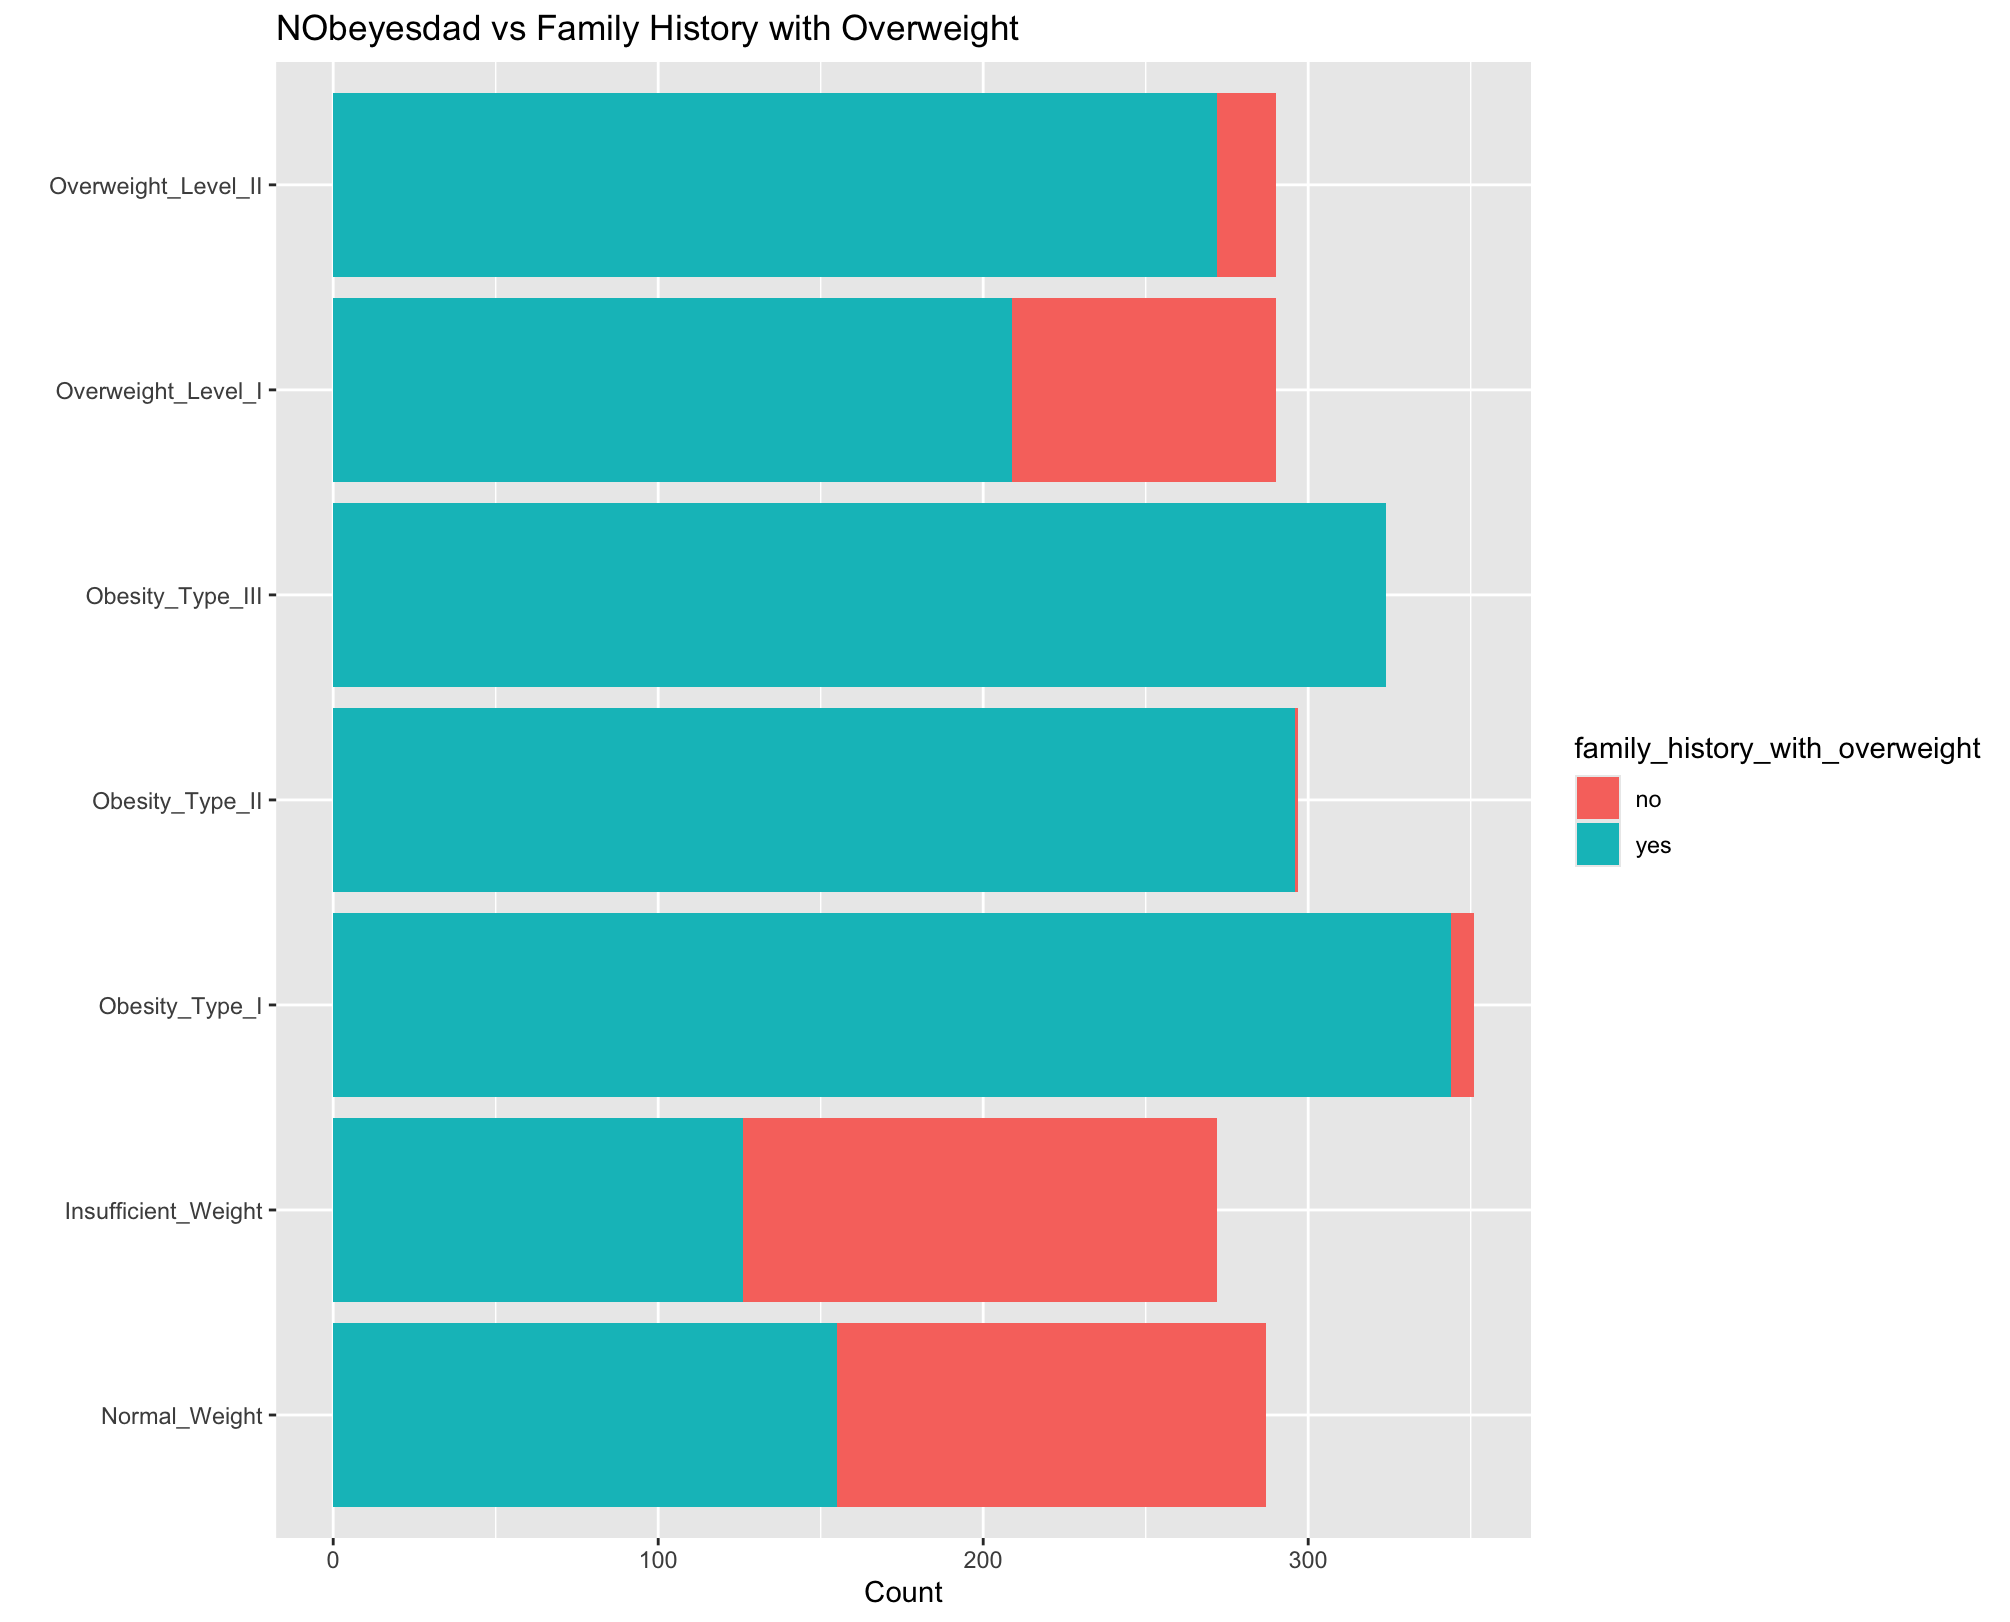 NObeyesdad vs Family History with Overweight
Overweight_Level_II
Overweight_Level_I
Obesity_Type_III
Obesity_Type_II
Obesity_Type_I
Insufficient_Weight
Normal_Weight
0 100 200 300
Count
family_history_with_overweight
no
yes